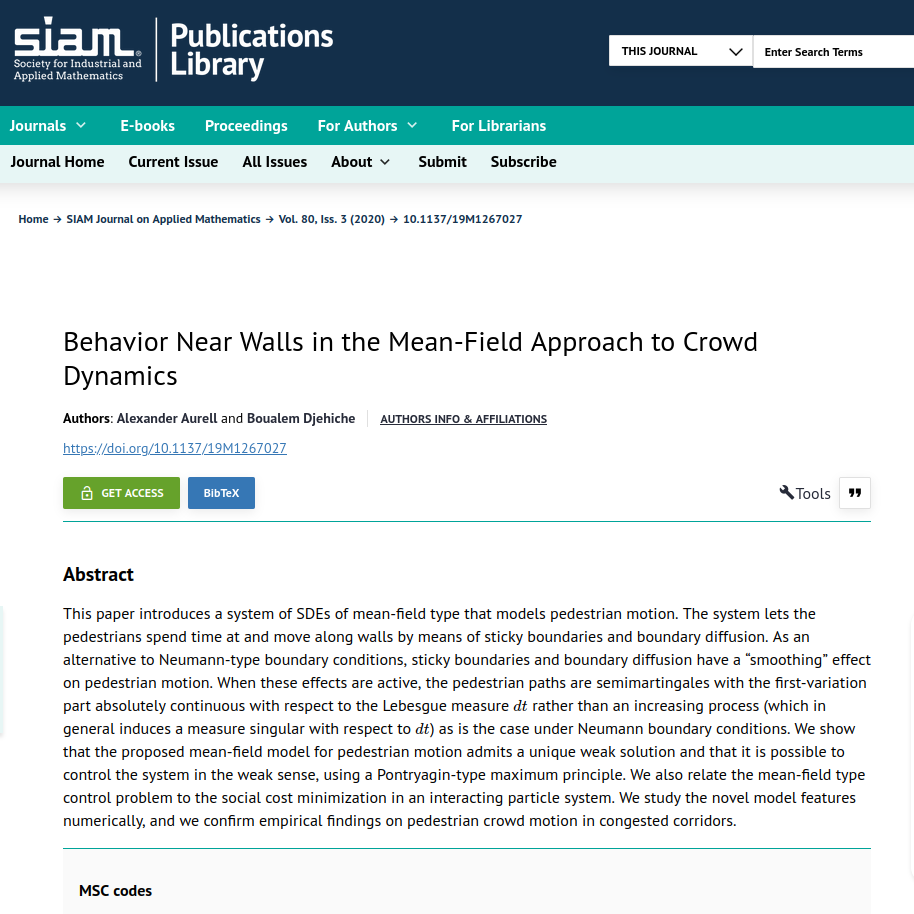 siam®
Society for Industrial and
Applied Mathematics
Publications
Library
THIS JOURNAL
Enter Search Terms
Journals E-books Proceedings For Authors For Librarians
Journal Home Current Issue All Issues About Submit Subscribe
Home → SIAM Journal on Applied Mathematics → Vol. 80, Iss. 3 (2020) → 10.1137/19M1267027
Behavior Near Walls in the Mean-Field Approach to Crowd
Dynamics
Authors: Alexander Aurell and Boualem Djehiche AUTHORS INFO & AFFILIATIONS
https://doi.org/10.1137/19M1267027
GET ACCESS BibTeX Tools ”
Abstract
This paper introduces a system of SDEs of mean-field type that models pedestrian motion. The system lets the
pedestrians spend time at and move along walls by means of sticky boundaries and boundary diffusion. As an
alternative to Neumann-type boundary conditions, sticky boundaries and boundary diffusion have a “smoothing” effect
on pedestrian motion. When these effects are active, the pedestrian paths are semimartingales with the first-variation
part absolutely continuous with respect to the Lebesgue measure dt rather than an increasing process (which in
general induces a measure singular with respect to dt) as is the case under Neumann boundary conditions. We show
that the proposed mean-field model for pedestrian motion admits a unique weak solution and that it is possible to
control the system in the weak sense, using a Pontryagin-type maximum principle. We also relate the mean-field type
control problem to the social cost minimization in an interacting particle system. We study the novel model features
numerically, and we confirm empirical findings on pedestrian crowd motion in congested corridors.
MSC codes